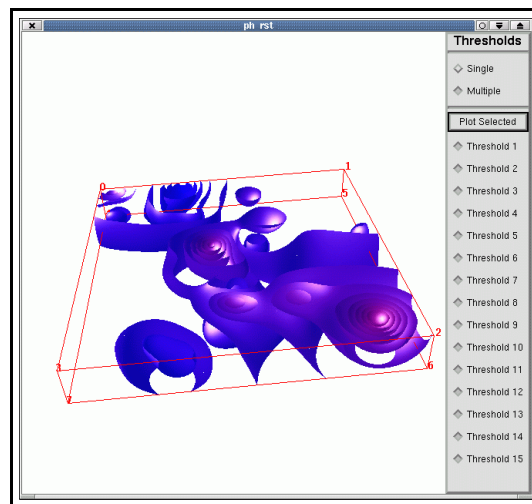 ph rst
Thresholds
Single
Multiple
Plot Selected
Threshold 1
Threshold 2
Threshold 3
Threshold 4
Threshold 5
Threshold 6
Threshold 7
Threshold 8
Threshold 9
Threshold 10
Threshold 11
Threshold 12
Threshold 13
Threshold 14
Threshold 15
0
1
5
2
3
6
7